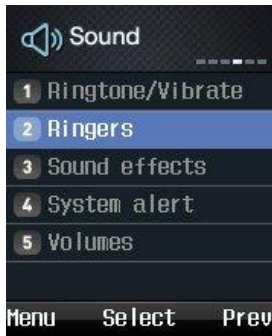 Sound
1 Ringtone/Vibrate
2 Ringers
3 Sound effects
4 System alert
5 Volumes
Menu Select Prev